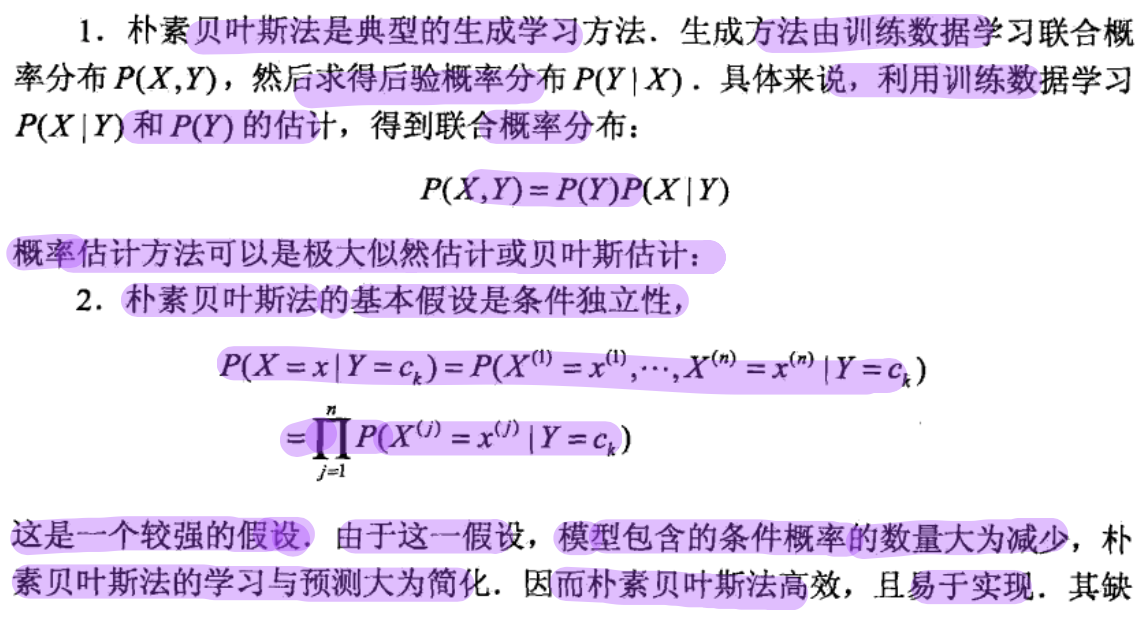 1．朴素贝叶斯法是典型的生成学习方法．生成方法由训练数据学习联合概
率分布 P(X,Y)，然后求得后验概率分布 P(Y|X)．具体来说，利用训练数据学习
P(X|Y) 和 P(Y) 的估计，得到联合概率分布：
P(X,Y) = P(Y)P(X|Y)
概率估计方法可以是极大似然估计或贝叶斯估计：
2．朴素贝叶斯法的基本假设是条件独立性，
P(X = x | Y = c_k) = P(X^{(1)} = x^{(1)}, ⋯, X^{(n)} = x^{(n)} | Y = c_k)
= ∏_{j=1}^{n} P(X^{(j)} = x^{(j)} | Y = c_k)
这是一个较强的假设．由于这一假设，模型包含的条件概率的数量大为减少，朴
素贝叶斯法的学习与预测大为简化．因而朴素贝叶斯法高效，且易于实现．其缺